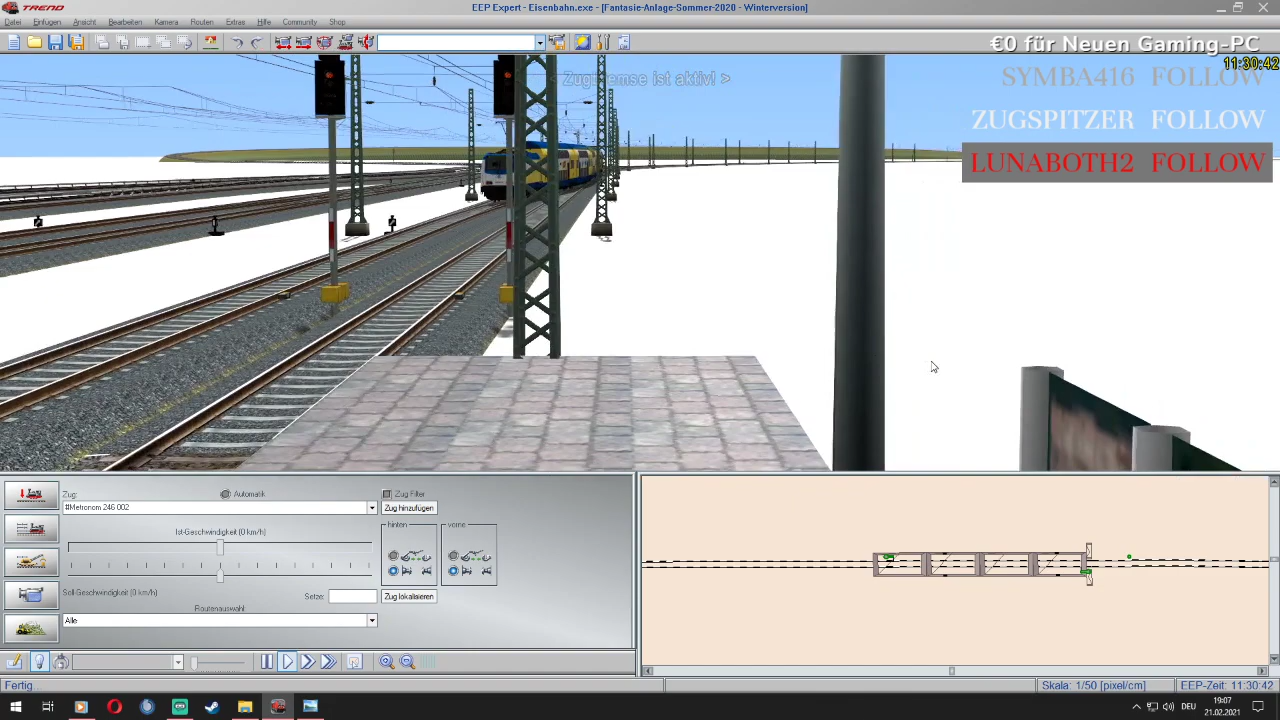 TREND
EEP Expert - Eisenbahn.exe - [Fantasie-Anlage-Sommer-2020 - Winterversion]
Datei Einfügen Ansicht Bearbeiten Kamera Routen Extras Hilfe Community Shop
€0 für Neuen Gaming-PC
11:30:42
< Zugbremse ist aktiv! >
SYMBA416 FOLLOW
ZUGSPITZER FOLLOW
LUNABOTH2 FOLLOW
Zug:
Automatik
Zug Filter
#Metronom 246 002
Zug hinzufügen
hinten
vorne
Ist-Geschwindigkeit (0 km/h)
Soll-Geschwindigkeit (0 km/h)
Setze:
Zug lokalisieren
Routenauswahl:
Alle
Fertig...
Skala: 1/50 [pixel/cm]
EEP-Zeit: 11:30:42
DEU
19:07
21.02.2021